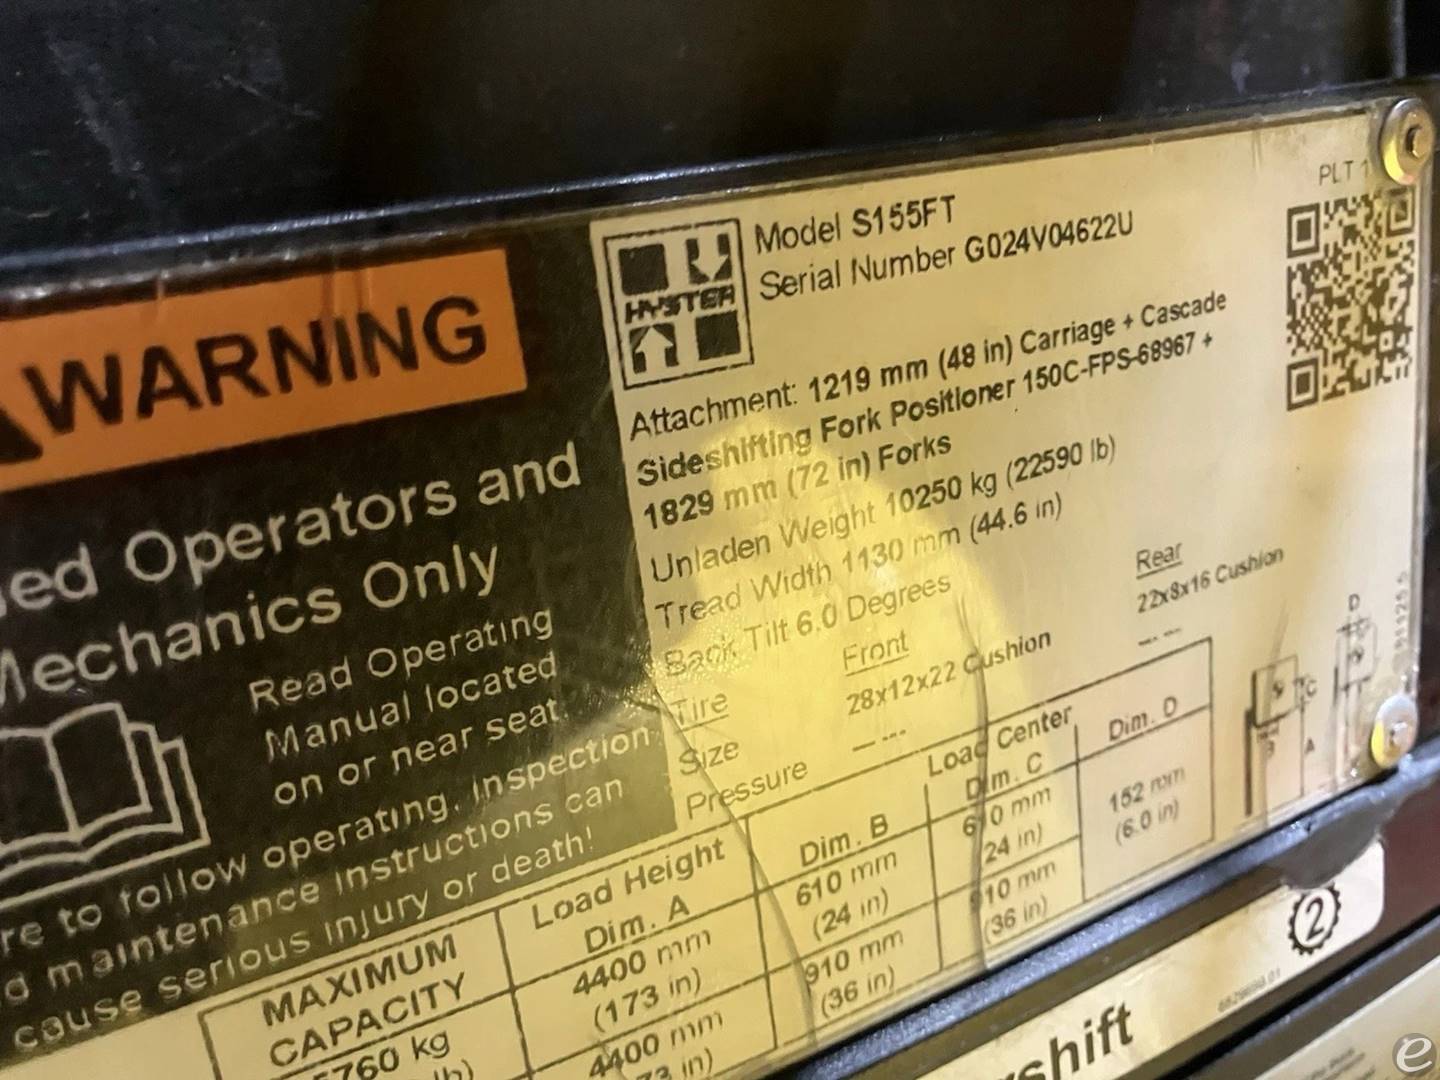 WARNING
Operators and
Mechanics Only
Read Operating
Manual located
on or near seat.
to follow operating, inspection
maintenance instructions can
cause serious injury or death!
HYSTER
Model S155FT
Serial Number G024V04622U
PLT 1
Attachment: 1219 mm (48 in) Carriage + Cascade
Sideshifting Fork Positioner 150C-FPS-68967 +
1829 mm (72 in) Forks
Unladen Weight 10250 kg (22590 lb)
Tread Width 1130 mm (44.6 in)
Back Tilt 6.0 Degrees
Tire Front Rear
Size 28x12x22 Cushion 22x8x16 Cushion
Pressure --- ---
MAXIMUM
CAPACITY
Load Height
Dim. A
Dim. B
Load Center
Dim. C
Dim. D
760 kg
4400 mm
(173 in)
610 mm
(24 in)
610 mm
24 in)
152 mm
(6.0 in)
4400 mm
in)
910 mm
(36 in)
910 mm
(36 in)
D
C
B
A
2
shift
e